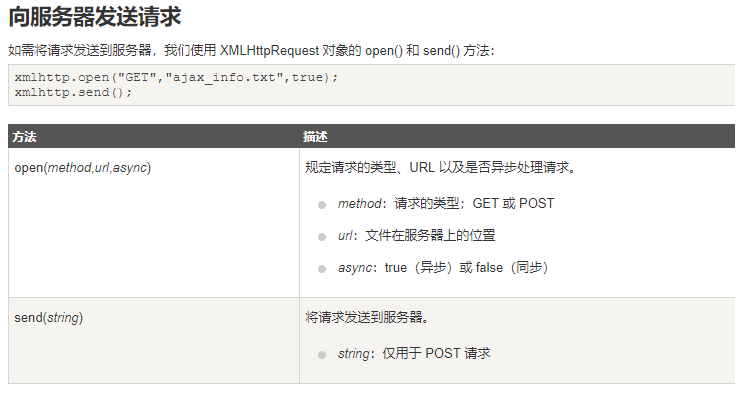 向服务器发送请求
如需将请求发送到服务器，我们使用 XMLHttpRequest 对象的 open() 和 send() 方法：
xmlhttp.open("GET","ajax_info.txt",true);
xmlhttp.send();
方法 描述
open(method,url,async) 规定请求的类型、URL 以及是否异步处理请求。
method：请求的类型；GET 或 POST
url：文件在服务器上的位置
async：true（异步）或 false（同步）
send(string) 将请求发送到服务器。
string：仅用于 POST 请求